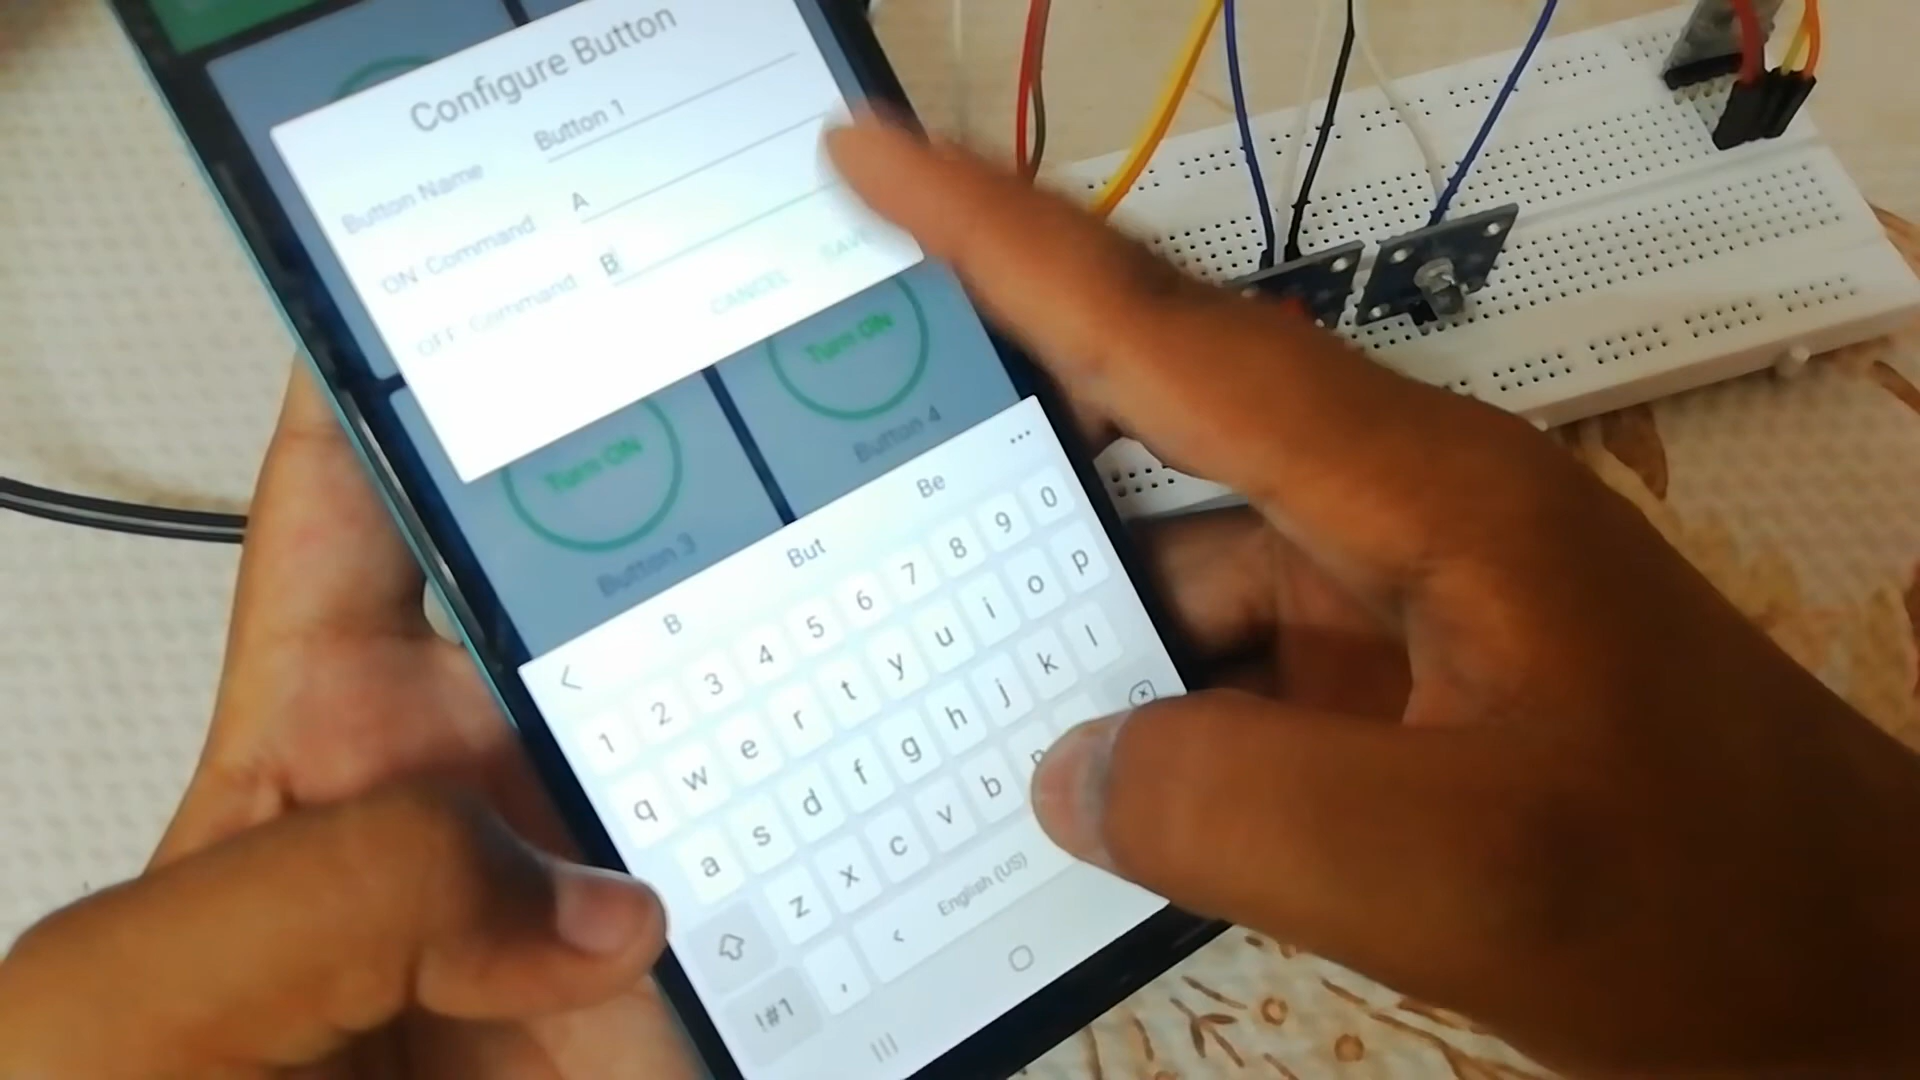 Configure Button
Button Name Button 1
ON Command A
OFF Command B
CANCEL SAVE
Turn ON
Turn ON
Button 3
Button 4
B But Be
1 2 3 4 5 6 7 8 9 0
q w e r t y u i o p
a s d f g h j k l
z x c v b n
!#1 , < English (US)